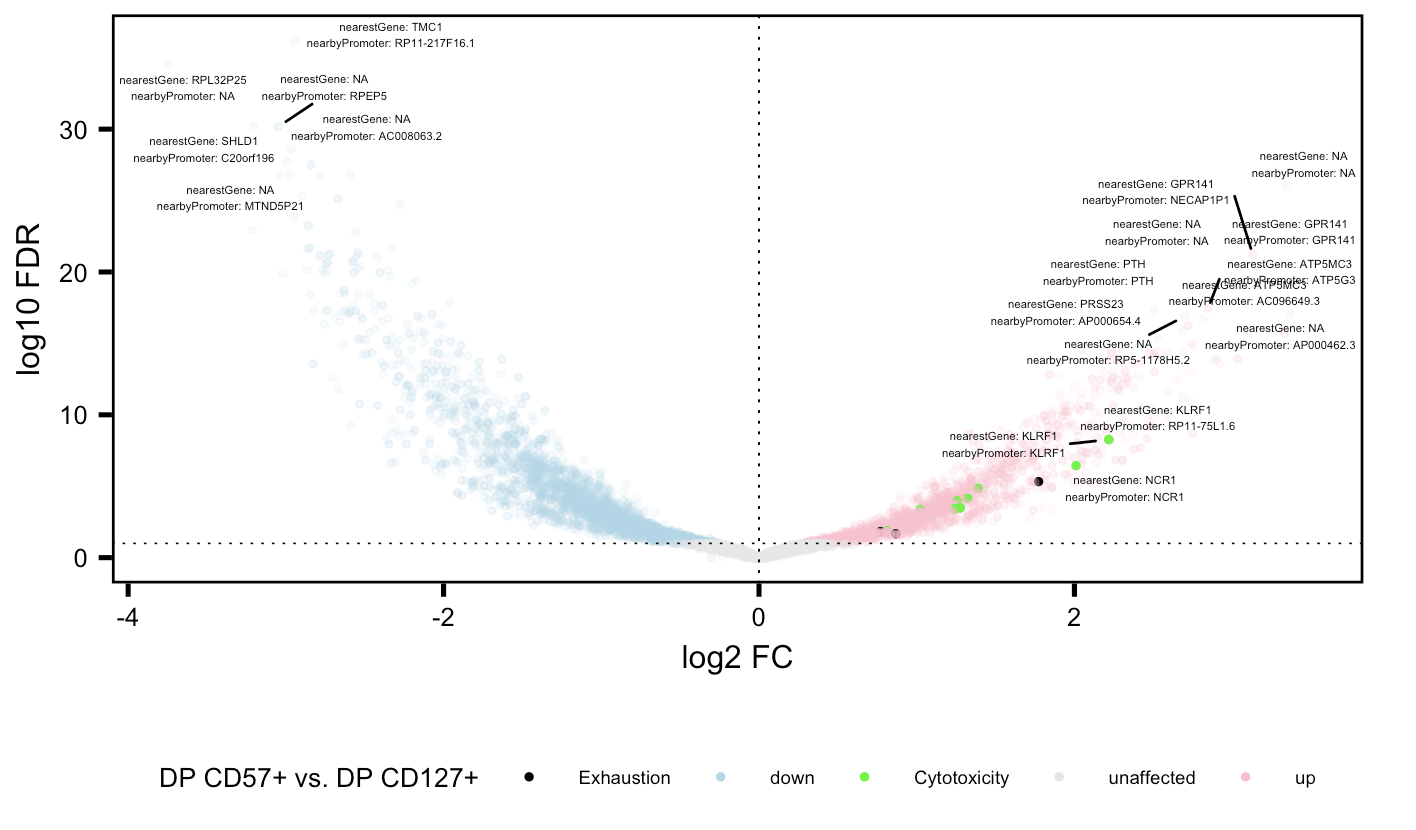 nearestGene: TMC1
nearbyPromoter: RP11-217F16.1
nearestGene: RPL32P25
nearbyPromoter: NA
nearestGene: NA
nearbyPromoter: RPEP5
nearestGene: NA
nearbyPromoter: AC008063.2
nearestGene: SHLD1
nearbyPromoter: C20orf196
nearestGene: NA
nearbyPromoter: MTND5P21
nearestGene: NA
nearbyPromoter: NA
nearestGene: GPR141
nearbyPromoter: NECAP1P1
nearestGene: NA
nearbyPromoter: NA
nearestGene: GPR141
nearbyPromoter: GPR141
nearestGene: PTH
nearbyPromoter: PTH
nearestGene: ATP5MC3
nearbyPromoter: ATP5G3
nearestGene: ATP5MC3
nearbyPromoter: AC096649.3
nearestGene: PRSS23
nearbyPromoter: AP000654.4
nearestGene: NA
nearbyPromoter: AP000462.3
nearestGene: NA
nearbyPromoter: RP5-1178H5.2
nearestGene: KLRF1
nearbyPromoter: RP11-75L1.6
nearestGene: KLRF1
nearbyPromoter: KLRF1
nearestGene: NCR1
nearbyPromoter: NCR1
log10 FDR
30
20
10
0
-4
-2
0
2
log2 FC
DP CD57+ vs. DP CD127+
Exhaustion
down
Cytotoxicity
unaffected
up